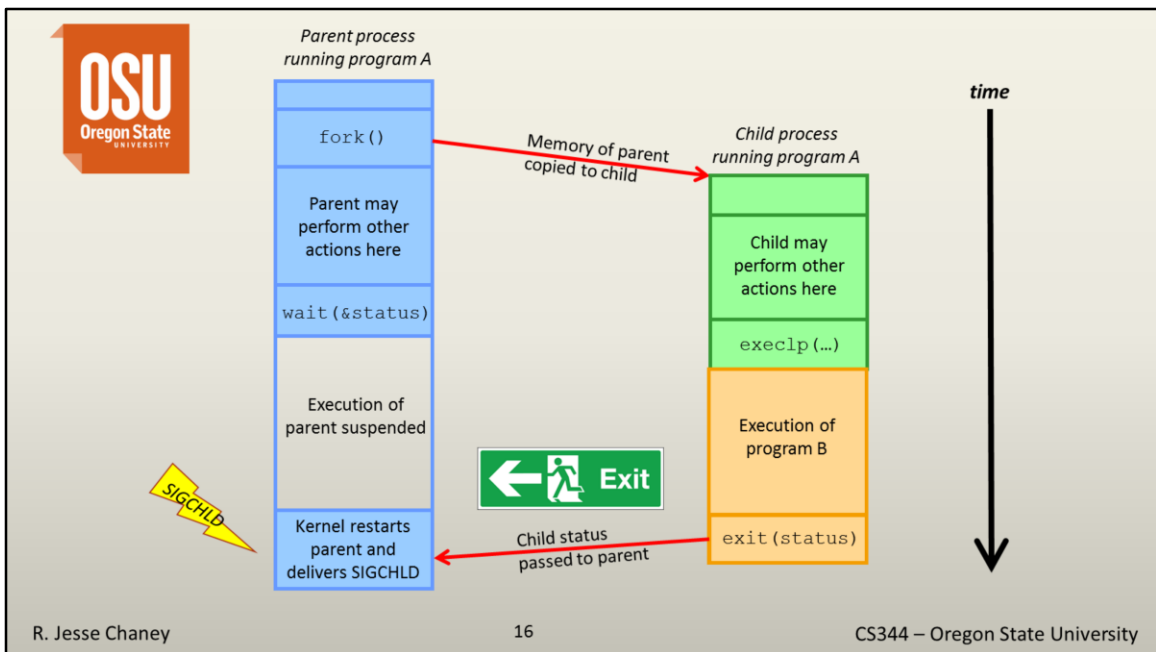 OSU
Oregon State
UNIVERSITY
Parent process
running program A
fork()
Parent may
perform other
actions here
wait(&status)
Execution of
parent suspended
Kernel restarts
parent and
delivers SIGCHLD
SIGCHLD
Memory of parent
copied to child
Child process
running program A
Child may
perform other
actions here
execlp(…)
Execution of
program B
exit(status)
Exit
Child status
passed to parent
time
R. Jesse Chaney
16
CS344 – Oregon State University